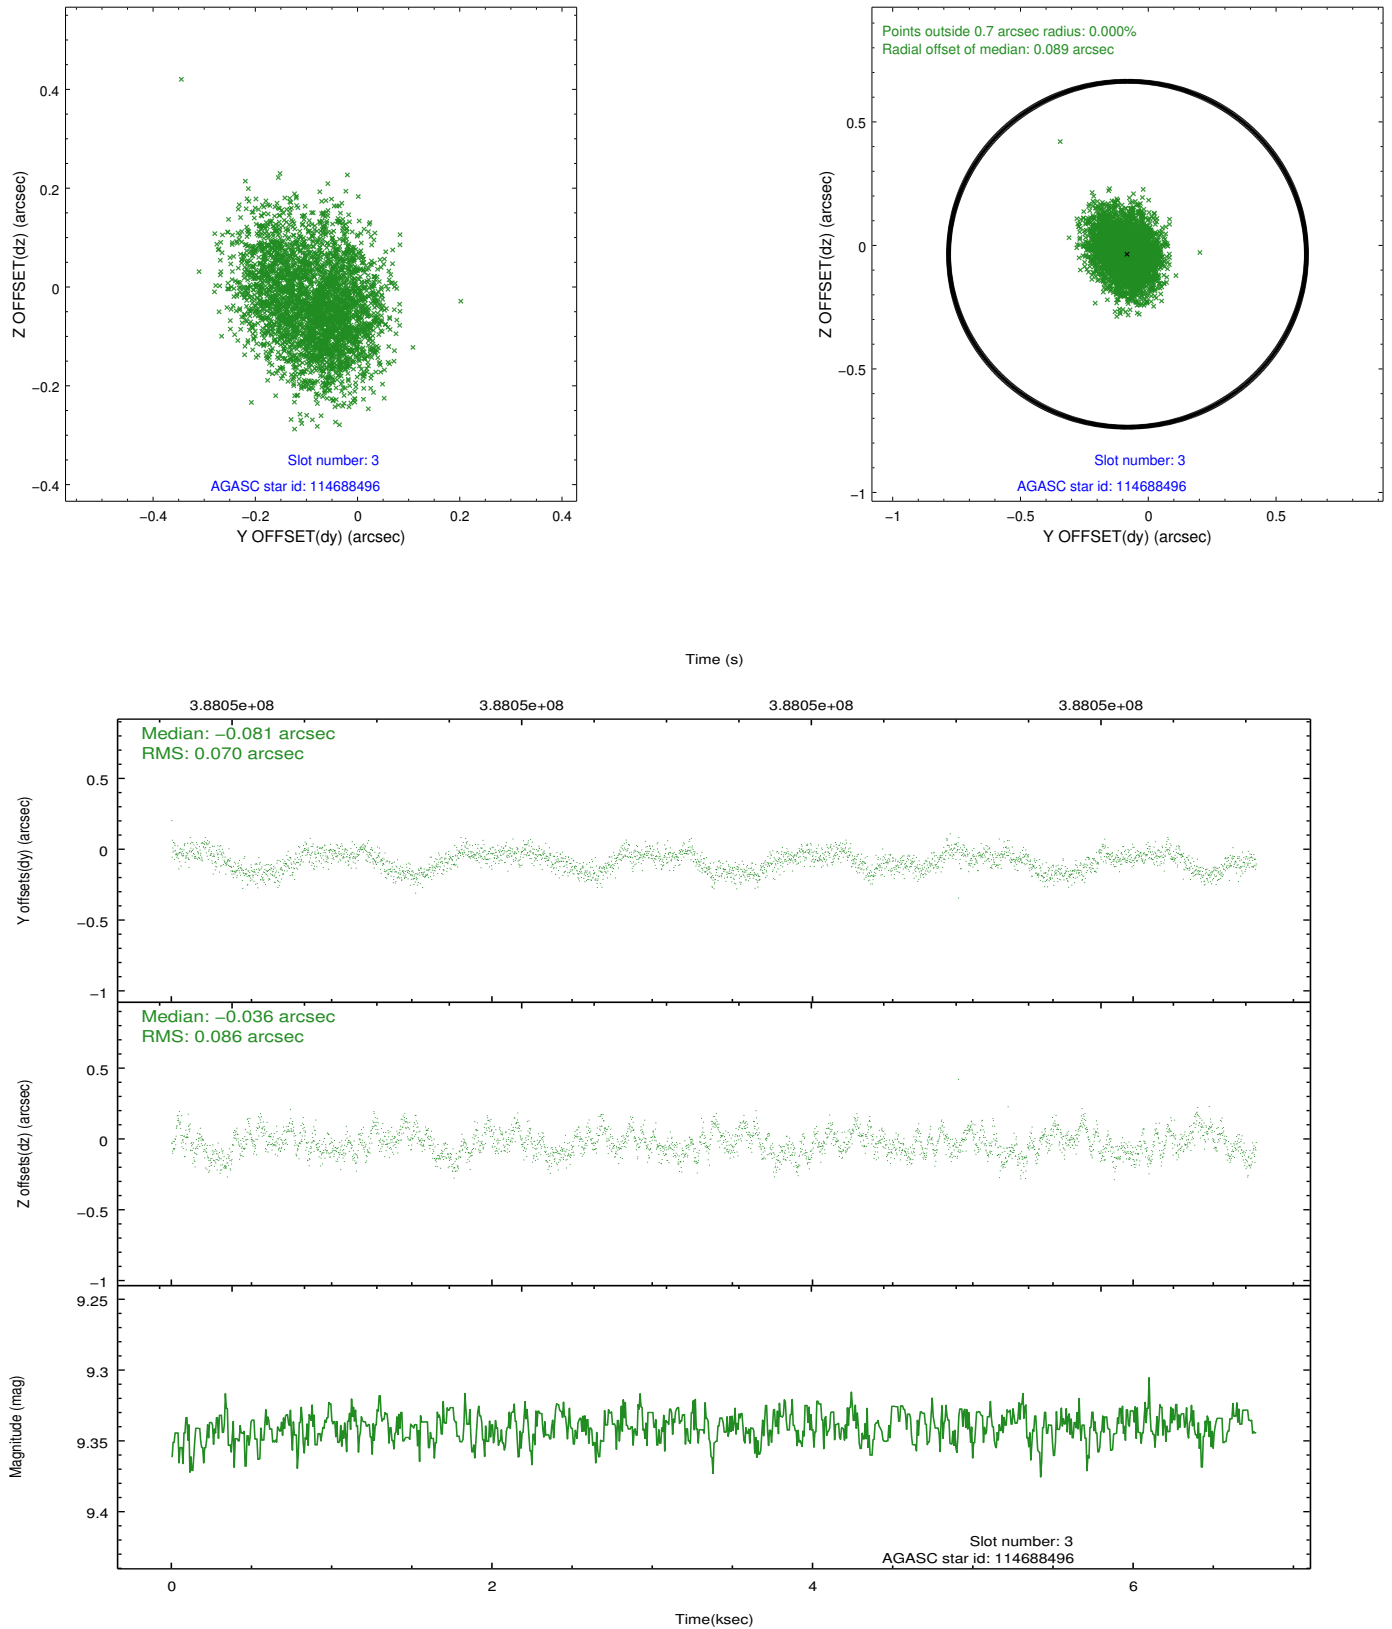 Points outside 0.7 arcsec radius: 0.000%
Radial offset of median: 0.089 arcsec
0.4
0.2
0
−0.2
−0.4
Z OFFSET(dz) (arcsec)
Slot number: 3
AGASC star id: 114688496
−0.4
−0.2
0
0.2
0.4
Y OFFSET(dy) (arcsec)
0.5
0
−0.5
−1
Z OFFSET(dz) (arcsec)
Slot number: 3
AGASC star id: 114688496
−1
−0.5
0
0.5
Y OFFSET(dy) (arcsec)
Time (s)
3.8805e+08
3.8805e+08
3.8805e+08
3.8805e+08
Median: −0.081 arcsec
RMS: 0.070 arcsec
0.5
0
−0.5
−1
Y offsets(dy) (arcsec)
Median: −0.036 arcsec
RMS: 0.086 arcsec
0.5
0
−0.5
−1
Z offsets(dz) (arcsec)
9.25
9.3
9.35
9.4
Magnitude (mag)
Slot number: 3
AGASC star id: 114688496
0
2
4
6
Time(ksec)